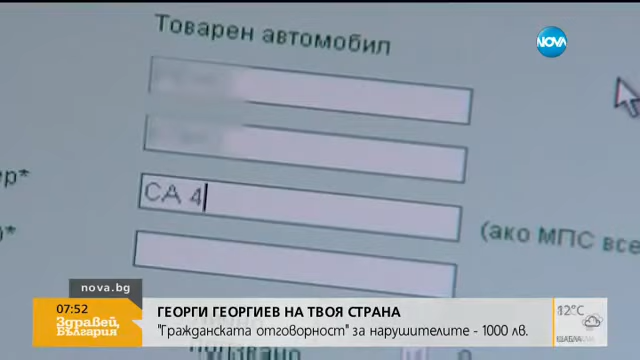 Товарен автомобил
NOVA
ер*
СА 4
(ако МПС все
)*
nova.bg
07:52
Здравей,
България
ГЕОРГИ ГЕОРГИЕВ НА ТВОЯ СТРАНА
"Гражданската отговорност" за нарушителите - 1000 лв.
12°C